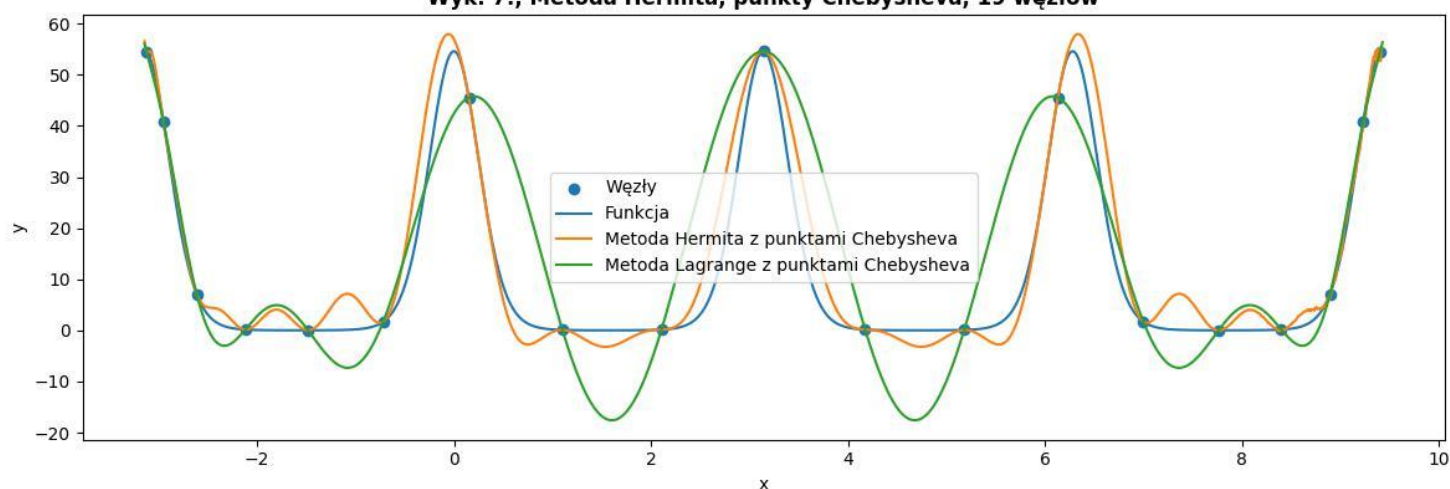 Wyk. 7., Metoda Hermita, punkty Chebysheva, 19 węzłów
60
50
40
30
20
10
0
−10
−20
y
Węzły
Funkcja
Metoda Hermita z punktami Chebysheva
Metoda Lagrange z punktami Chebysheva
−2
0
2
4
6
8
10
x